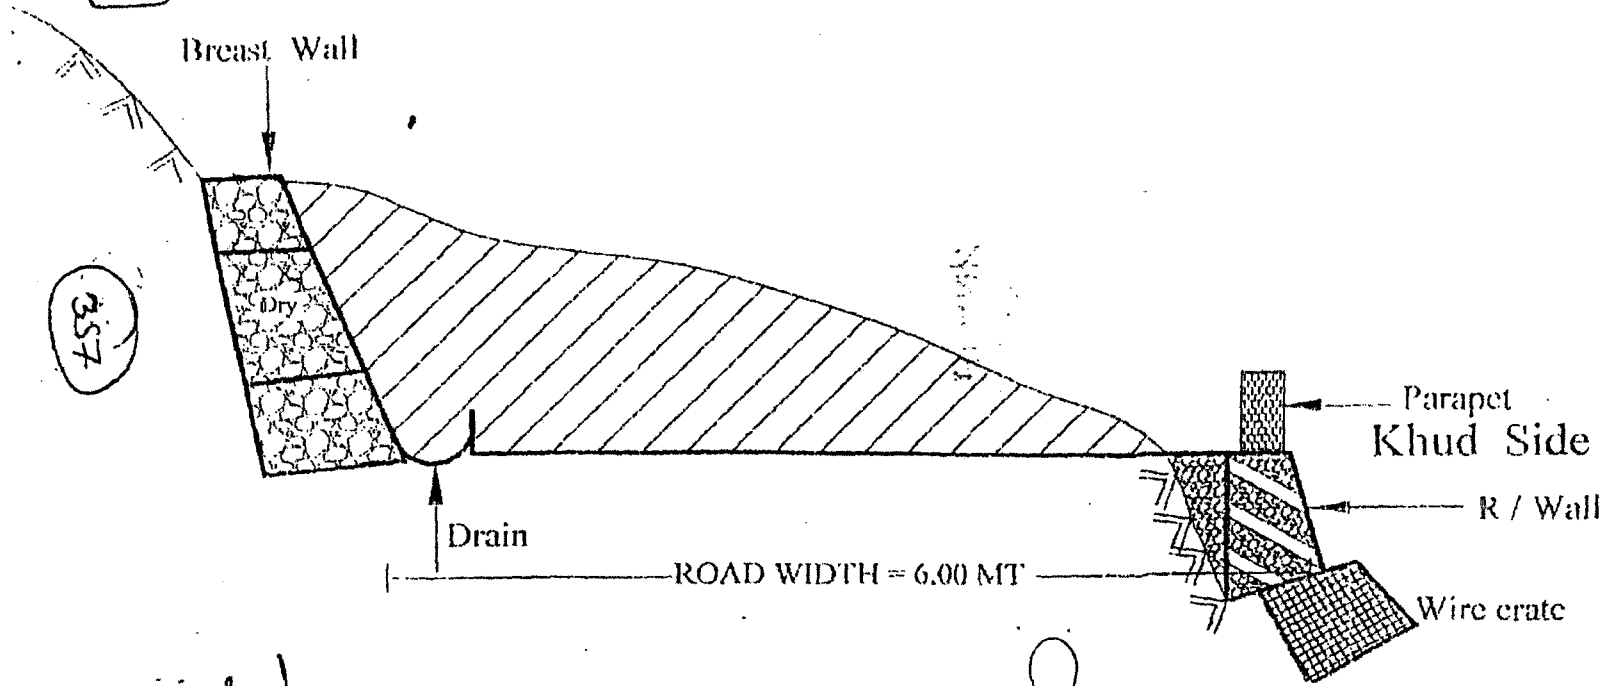 Breast Wall
357
Dry
Parapet
Khud Side
R / Wall
Drain
ROAD WIDTH = 6.00 MT
Wire crate